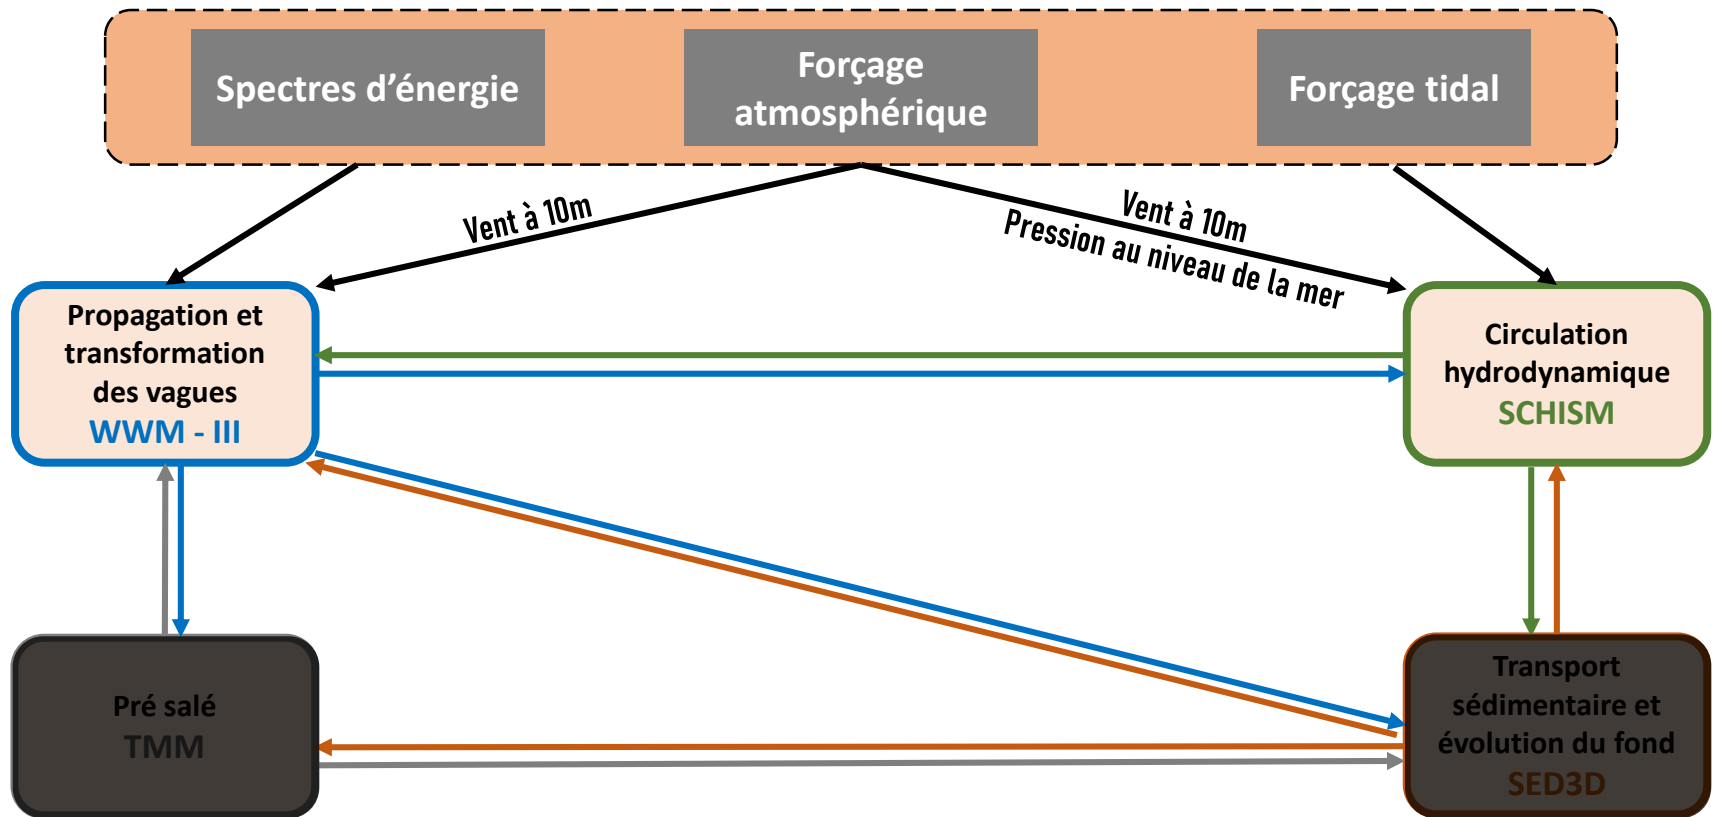 Spectres d'énergie
Forçage
atmosphérique
Forçage tidal
Vent à 10m
Vent à 10m
Pression au niveau de la mer
Propagation et
transformation
des vagues
WWM - III
Circulation
hydrodynamique
SCHISM
Pré salé
TMM
Transport
sédimentaire et
évolution du fond
SED3D